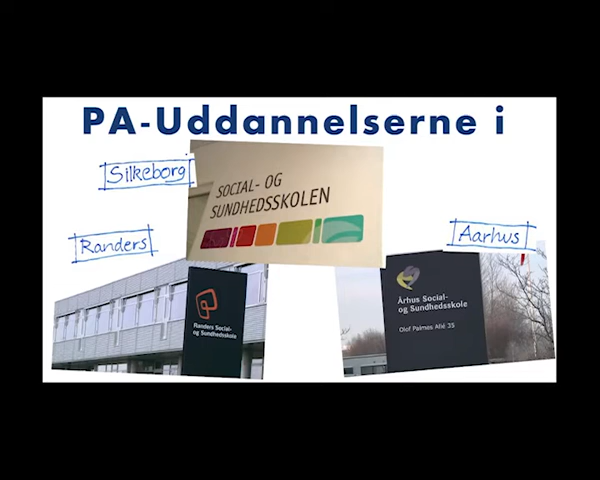 PA-Uddannelserne i
Silkeborg
SOCIAL- OG
SUNDHEDSSKOLEN
Randers
Aarhus
Randers Social-
og Sundhedsskole
Århus Social-
og Sundhedsskole
Olof Palmes Allé 35